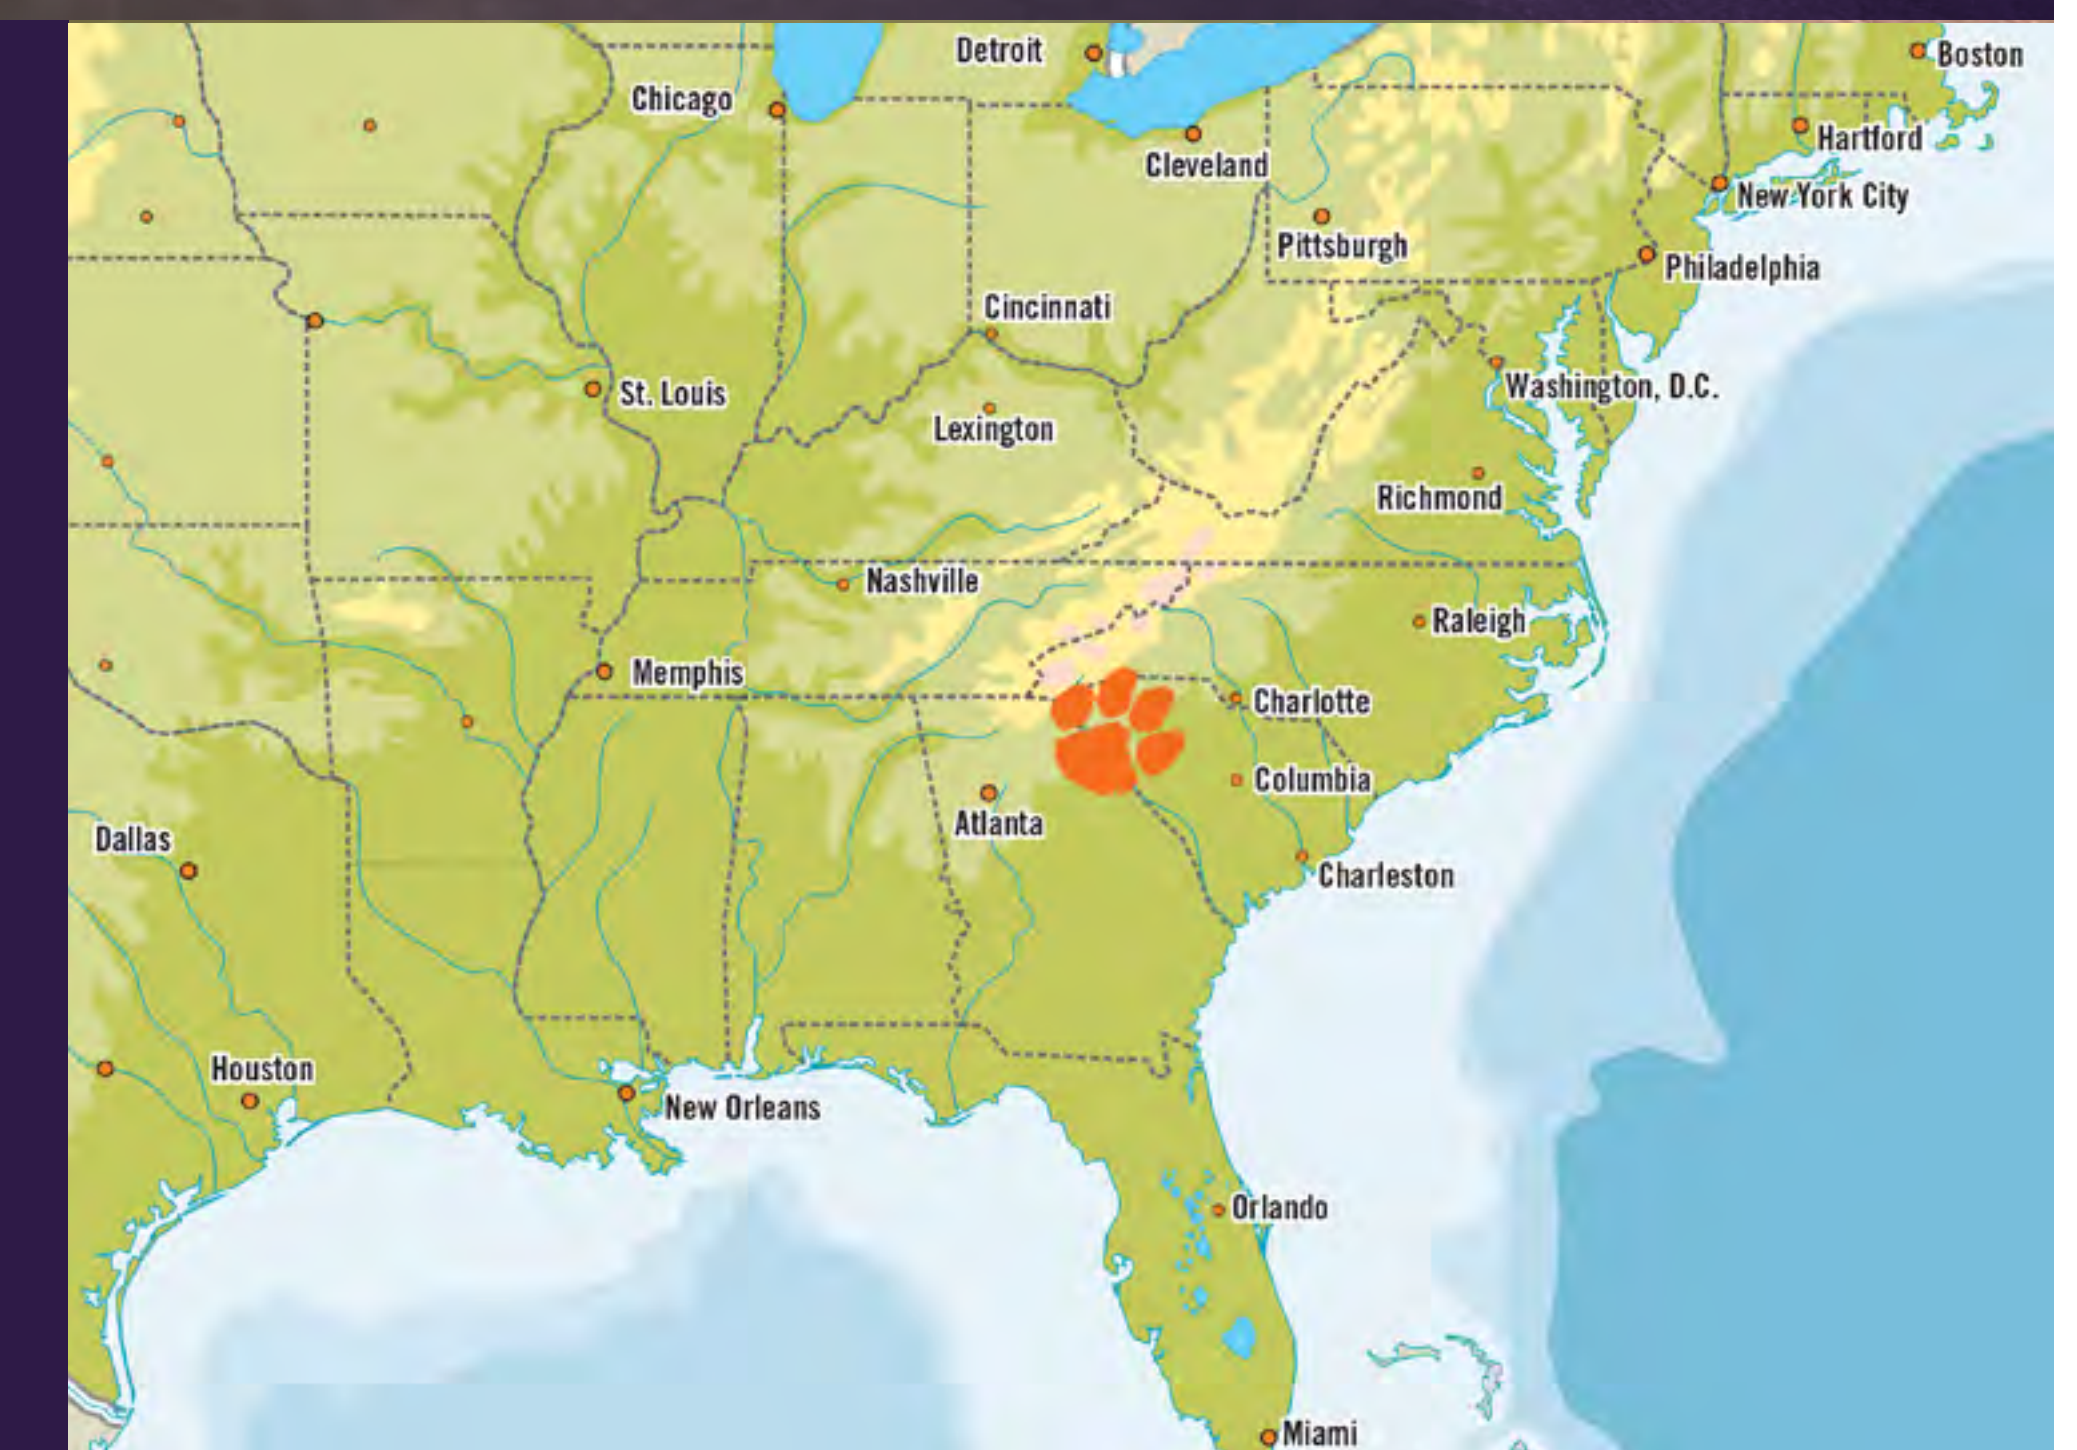 Detroit
Boston
Chicago
Hartford
Cleveland
New York City
Pittsburgh
Philadelphia
Cincinnati
Washington, D.C.
St. Louis
Lexington
Richmond
Nashville
Raleigh
Memphis
Charlotte
Columbia
Atlanta
Dallas
Charleston
Houston
New Orleans
Orlando
Miami